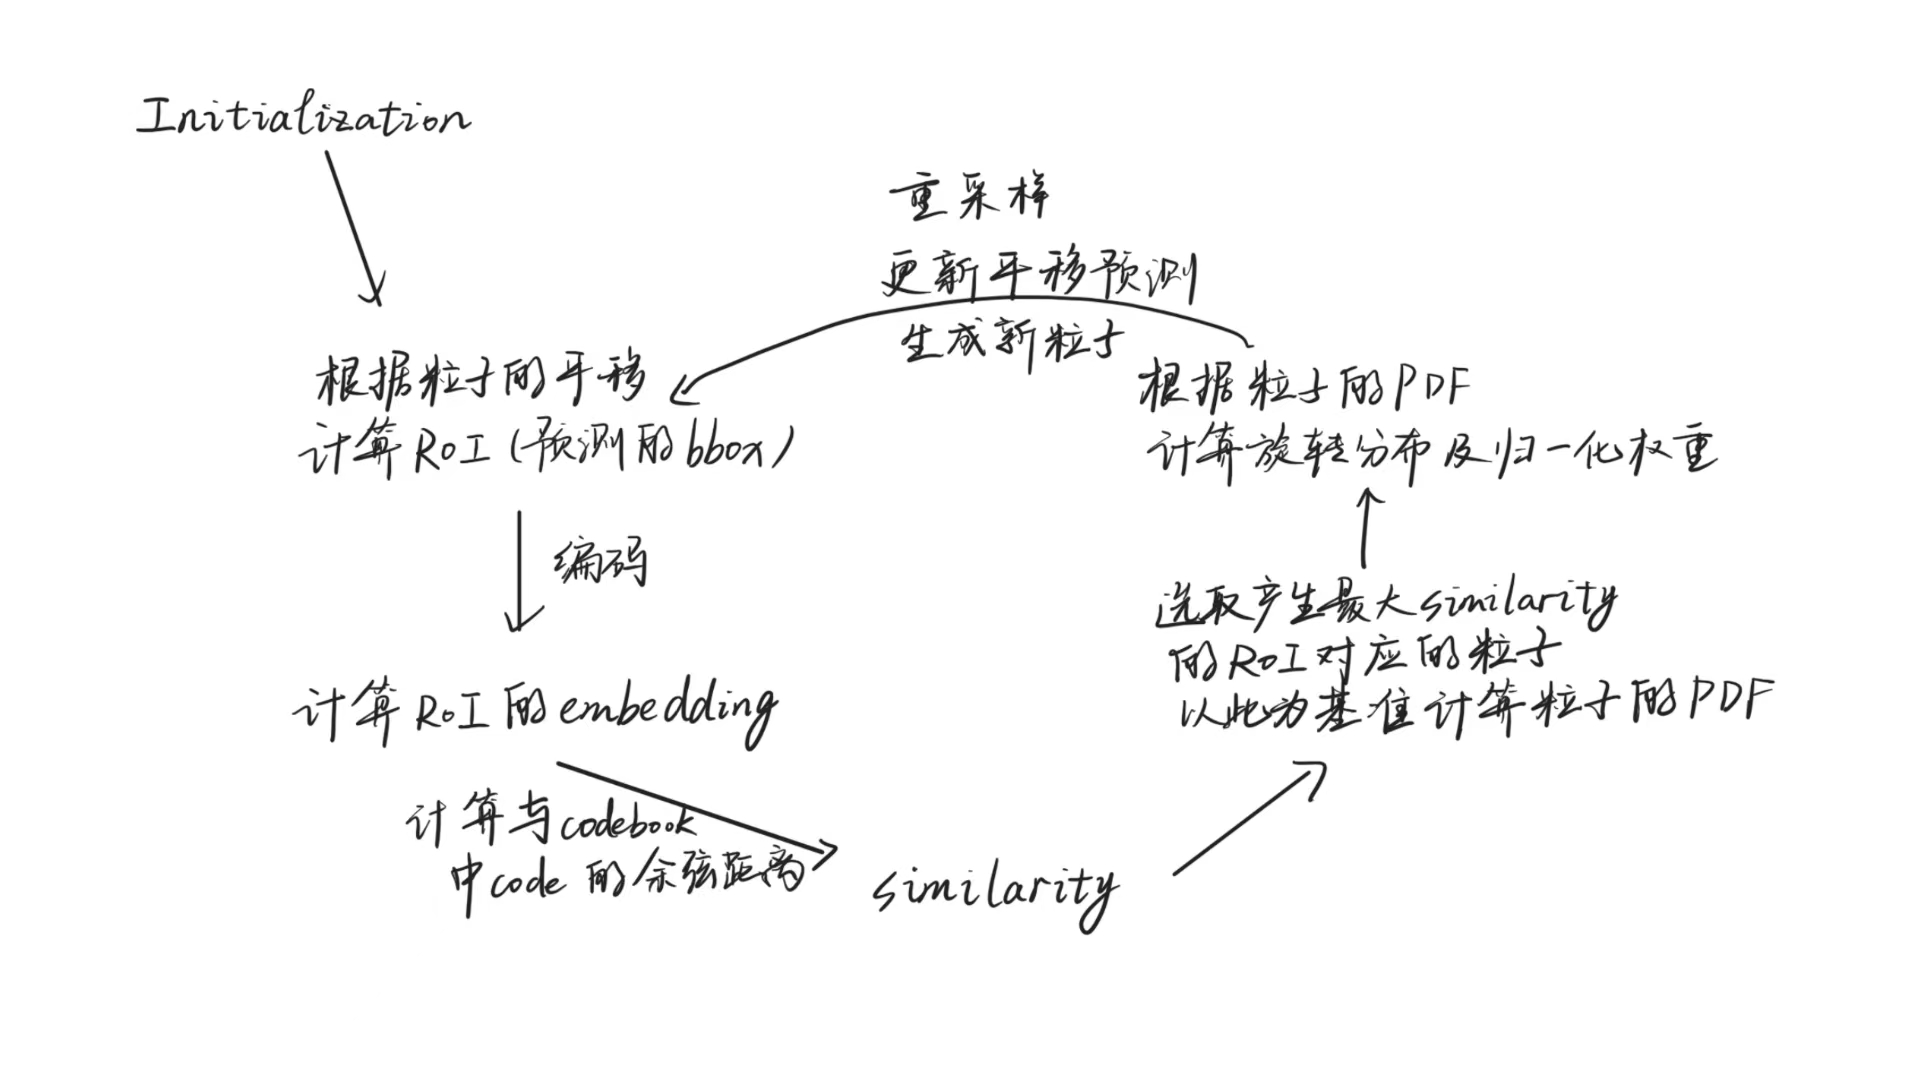 Initialization
重采样
更新平移预测
生成新粒子
根据粒子的平移
计算RoI(预测的bbox)
编码
计算RoI的embedding
计算与codebook
中code的余弦距离
similarity
选取产生最大similarity
的RoI对应的粒子
以此为基准计算粒子的PDF
根据粒子的PDF
计算旋转分布及归一化权重